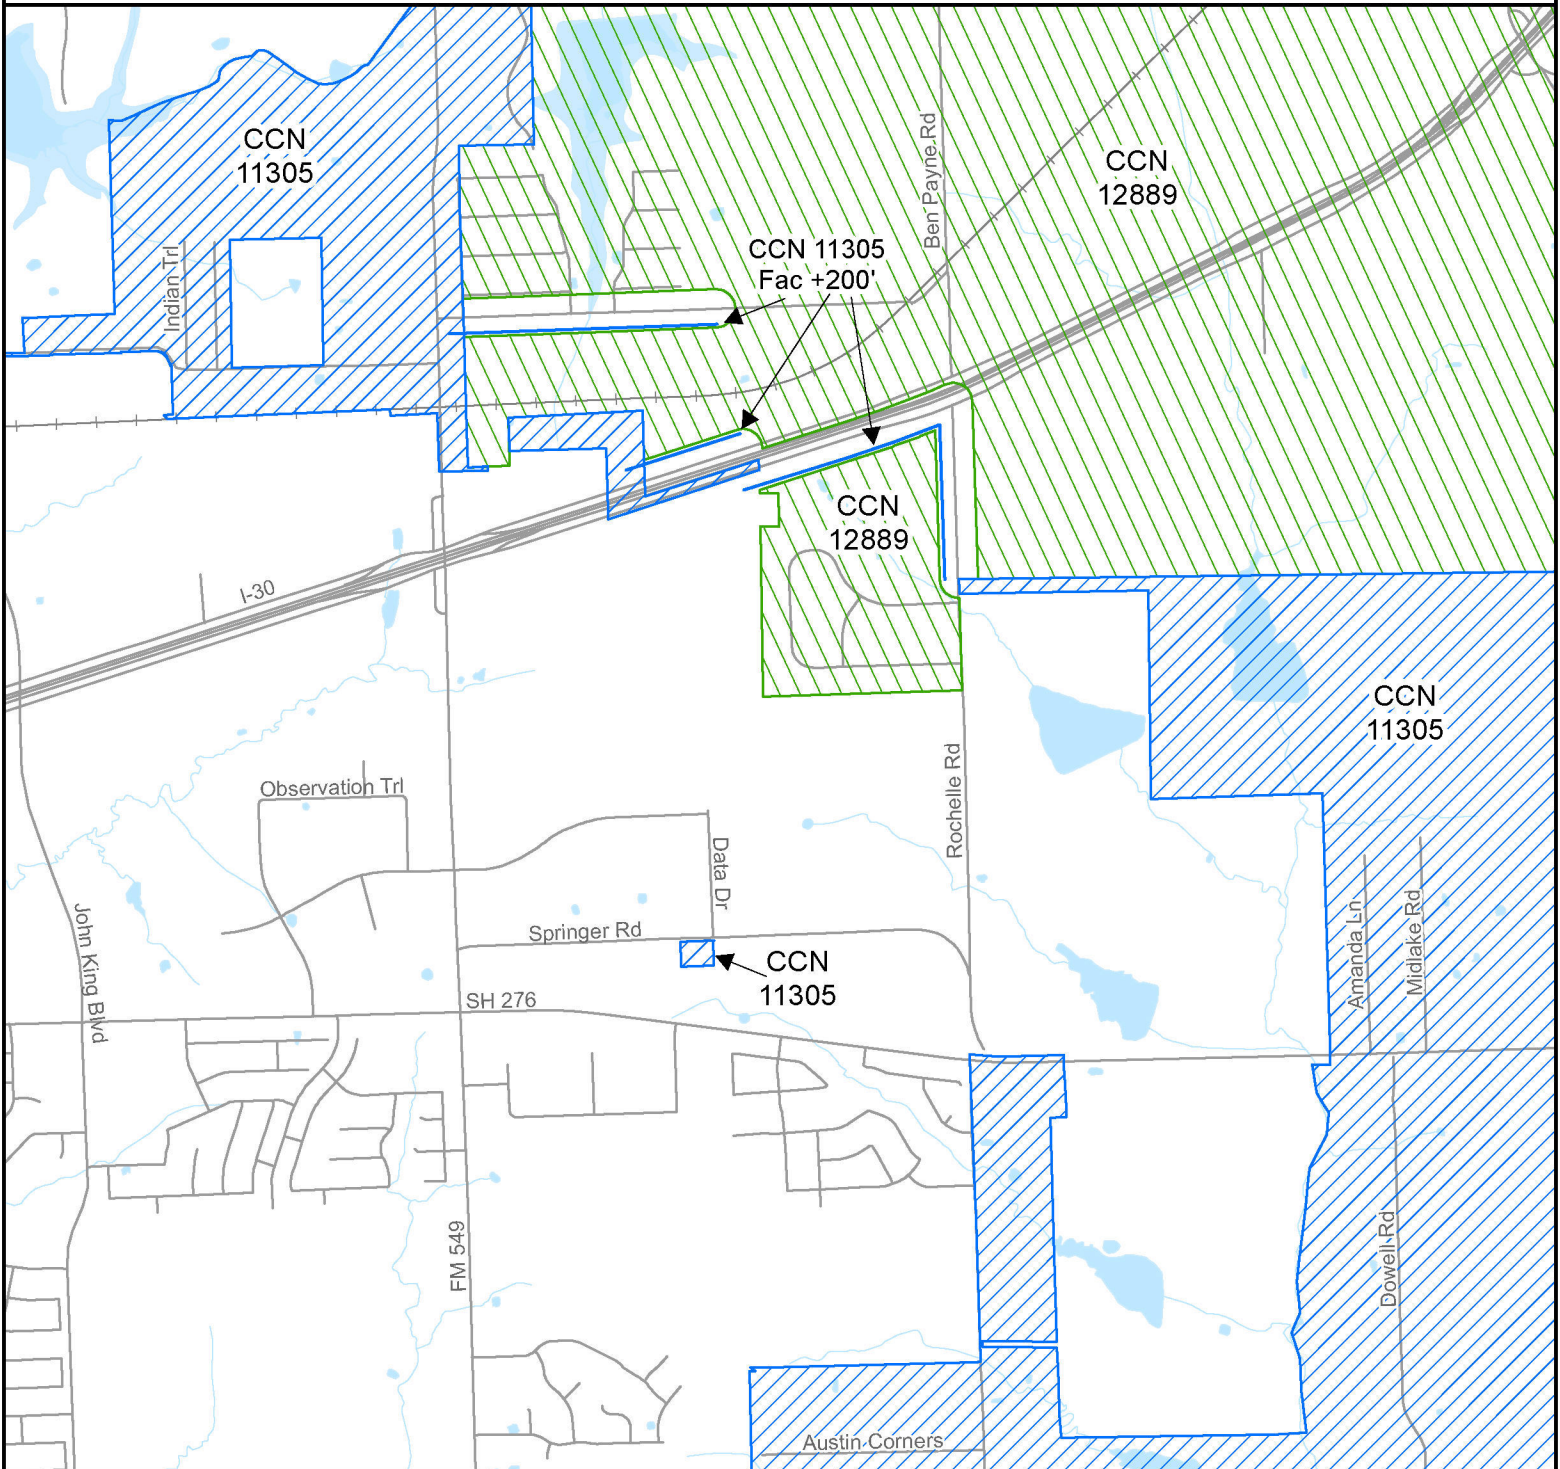 CCN
11305
CCN
12889
Ben Payne Rd
Indian Trl
CCN 11305
Fac +200'
CCN
12889
I-30
CCN
11305
Observation Trl
Rochelle Rd
Data Dr
Springer Rd
CCN
11305
John King Blvd
Amanda Ln
Midlake Rd
SH 276
FM 549
Dowell Rd
Austin Corners